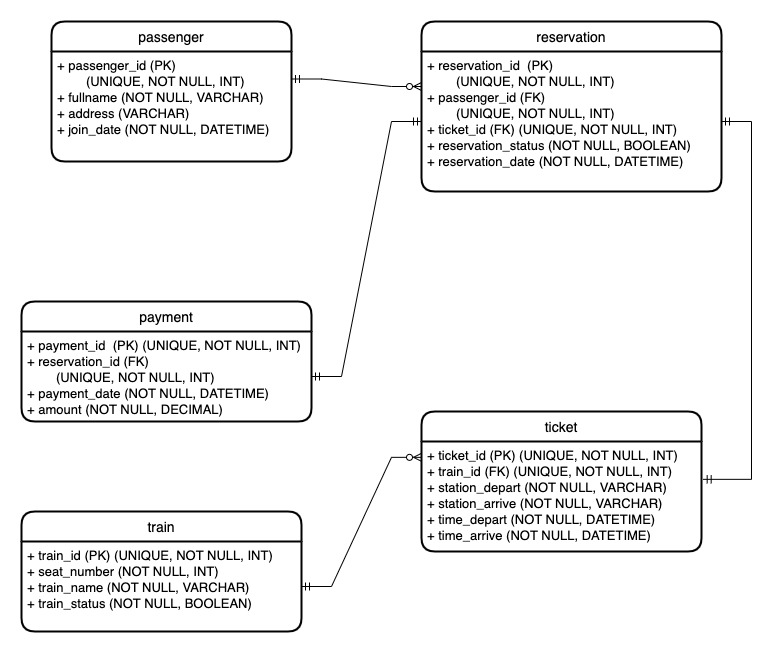 passenger
+ passenger_id (PK)
(UNIQUE, NOT NULL, INT)
+ fullname (NOT NULL, VARCHAR)
+ address (VARCHAR)
+ join_date (NOT NULL, DATETIME)
reservation
+ reservation_id (PK)
(UNIQUE, NOT NULL, INT)
+ passenger_id (FK)
(UNIQUE, NOT NULL, INT)
+ ticket_id (FK) (UNIQUE, NOT NULL, INT)
+ reservation_status (NOT NULL, BOOLEAN)
+ reservation_date (NOT NULL, DATETIME)
payment
+ payment_id (PK) (UNIQUE, NOT NULL, INT)
+ reservation_id (FK)
(UNIQUE, NOT NULL, INT)
+ payment_date (NOT NULL, DATETIME)
+ amount (NOT NULL, DECIMAL)
ticket
+ ticket_id (PK) (UNIQUE, NOT NULL, INT)
+ train_id (FK) (UNIQUE, NOT NULL, INT)
+ station_depart (NOT NULL, VARCHAR)
+ station_arrive (NOT NULL, VARCHAR)
+ time_depart (NOT NULL, DATETIME)
+ time_arrive (NOT NULL, DATETIME)
train
+ train_id (PK) (UNIQUE, NOT NULL, INT)
+ seat_number (NOT NULL, INT)
+ train_name (NOT NULL, VARCHAR)
+ train_status (NOT NULL, BOOLEAN)